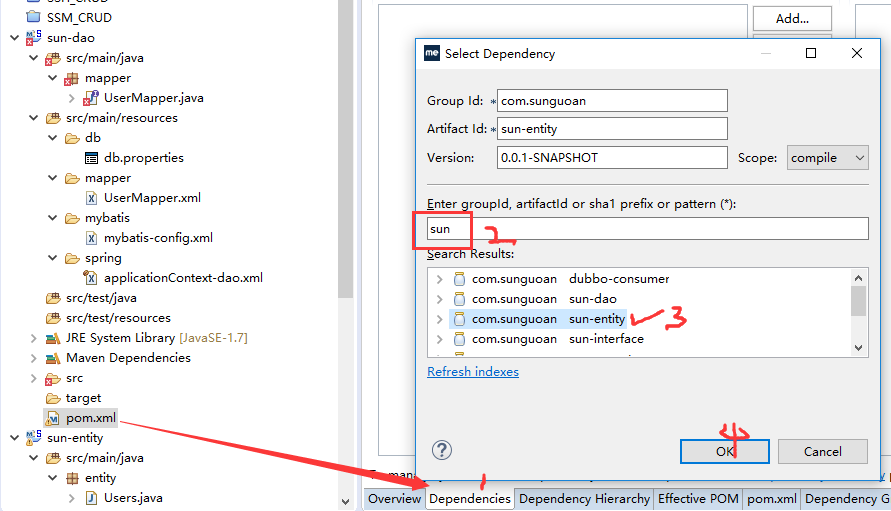 SSM_CRUD
SSM_CRUD
sun-dao
src/main/java
mapper
UserMapper.java
src/main/resources
db
db.properties
mapper
UserMapper.xml
mybatis
mybatis-config.xml
spring
applicationContext-dao.xml
src/test/java
src/test/resources
JRE System Library [JavaSE-1.7]
Maven Dependencies
src
target
pom.xml
sun-entity
src/main/java
entity
Users.java
Add...
me Select Dependency
Group Id: * com.sunguoan
Artifact Id: * sun-entity
Version: 0.0.1-SNAPSHOT Scope: compile
Enter groupId, artifactId or sha1 prefix or pattern (*):
sun 2
Search Results:
com.sunguoan dubbo-consumer
com.sunguoan sun-dao
com.sunguoan sun-entity 3
com.sunguoan sun-interface
Refresh indexes
4
? OK Cancel
1
Overview Dependencies Dependency Hierarchy Effective POM pom.xml Dependency G